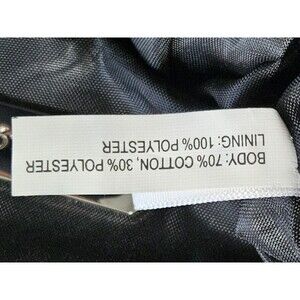 BODY: 70% COTTON, 30% POLYESTER
LINING: 100% POLYESTER